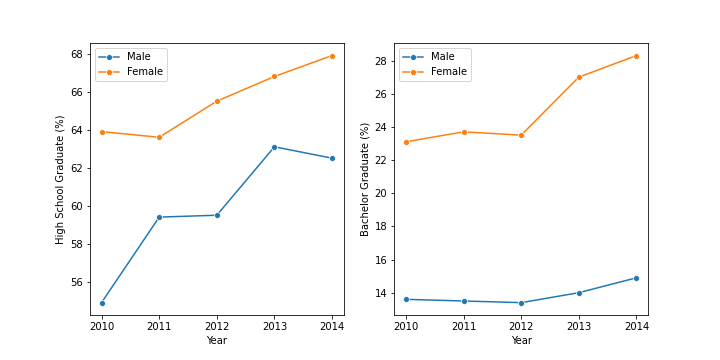 Male
Female
68
66
64
62
60
58
56
High School Graduate (%)
2010 2011 2012 2013 2014
Year
Male
Female
28
26
24
22
20
18
16
14
Bachelor Graduate (%)
2010 2011 2012 2013 2014
Year